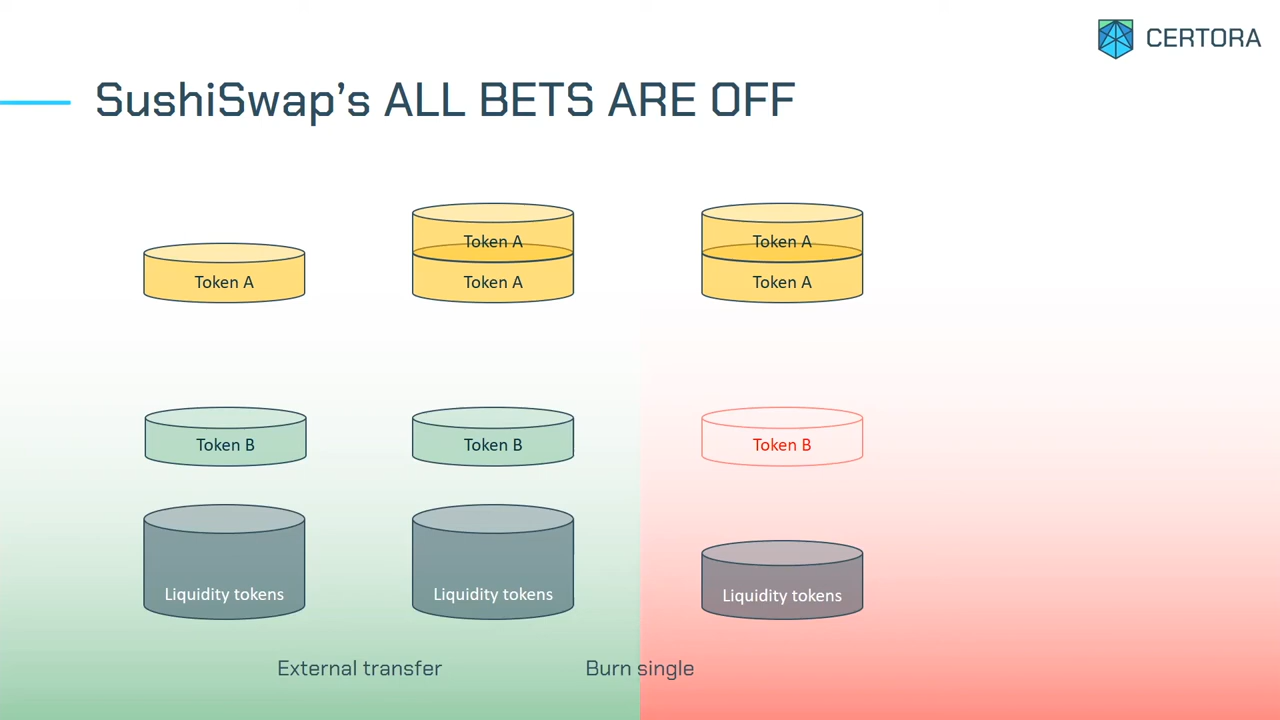 CERTORA
SushiSwap's ALL BETS ARE OFF
Token A
Token A
Token A
Token A
Token A
Token B
Token B
Token B
Liquidity tokens
Liquidity tokens
Liquidity tokens
External transfer
Burn single